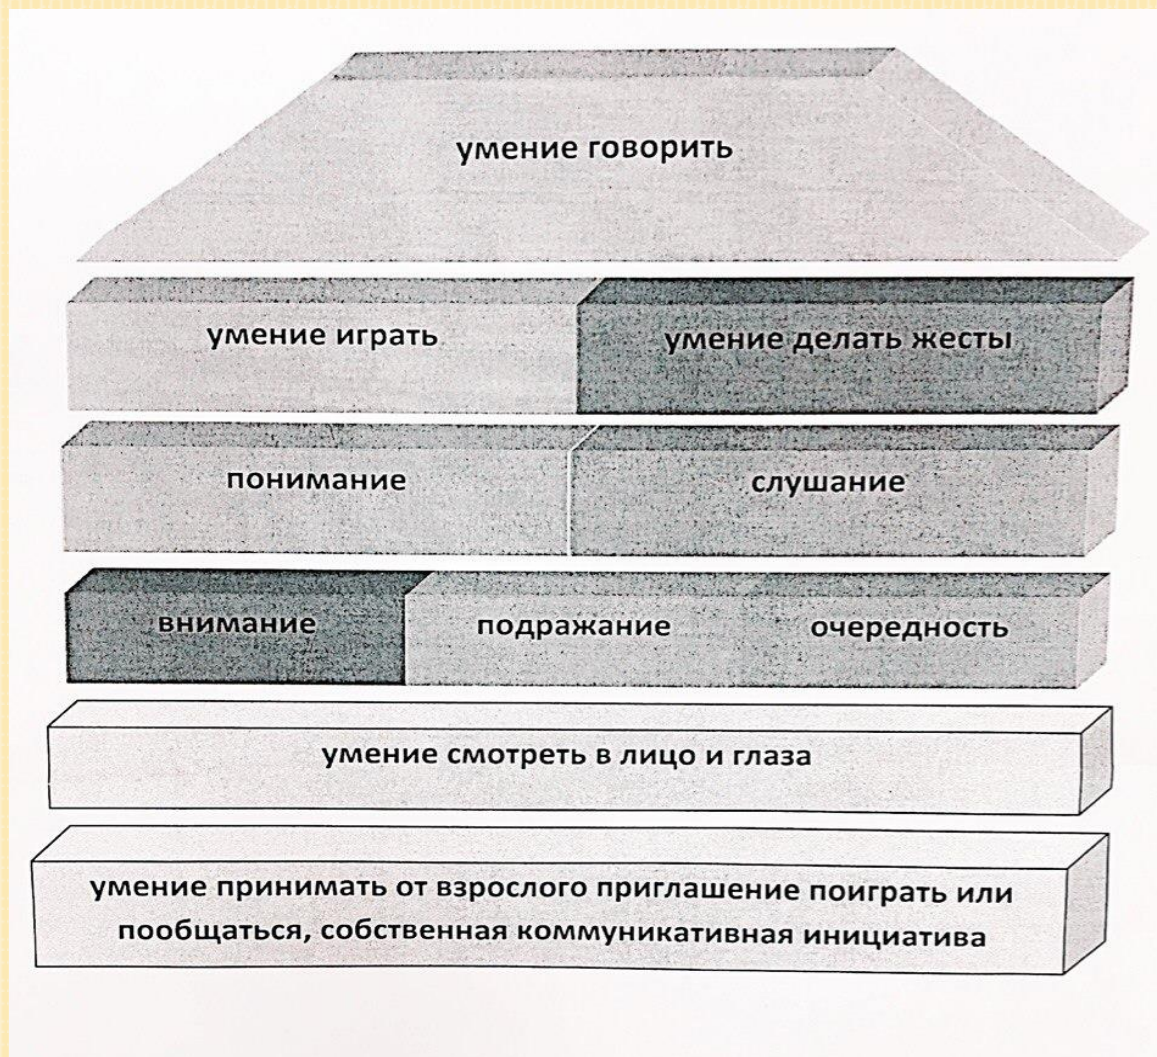 умение говорить
умение играть
умение делать жесты
понимание
слушание
внимание
подражание
очередность
умение смотреть в лицо и глаза
умение принимать от взрослого приглашение поиграть или
пообщаться, собственная коммуникативная инициатива